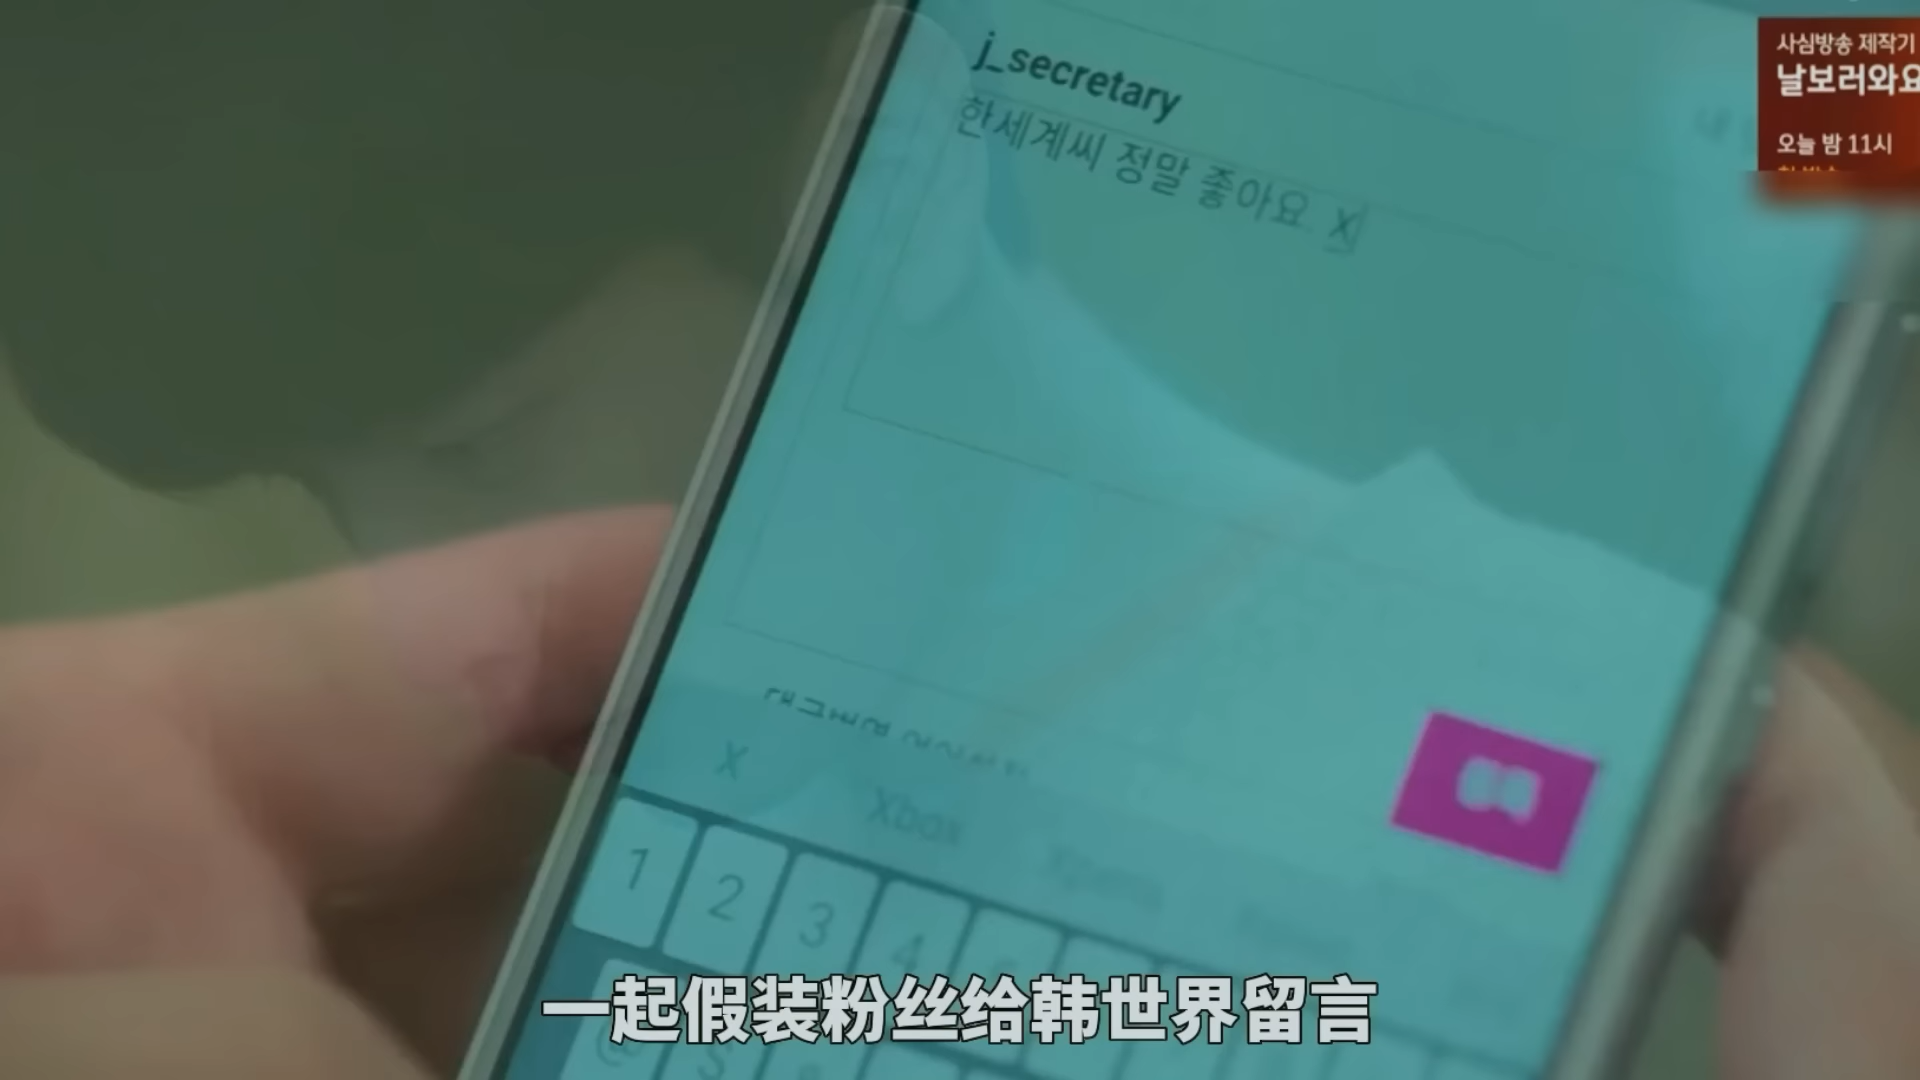 사심방송 제작기
날보러와요
오늘 밤 11시
j_secretary
한세계씨 정말 좋아요 X
X
Xbox
1 2 3 4
一起假装粉丝给韩世界留言